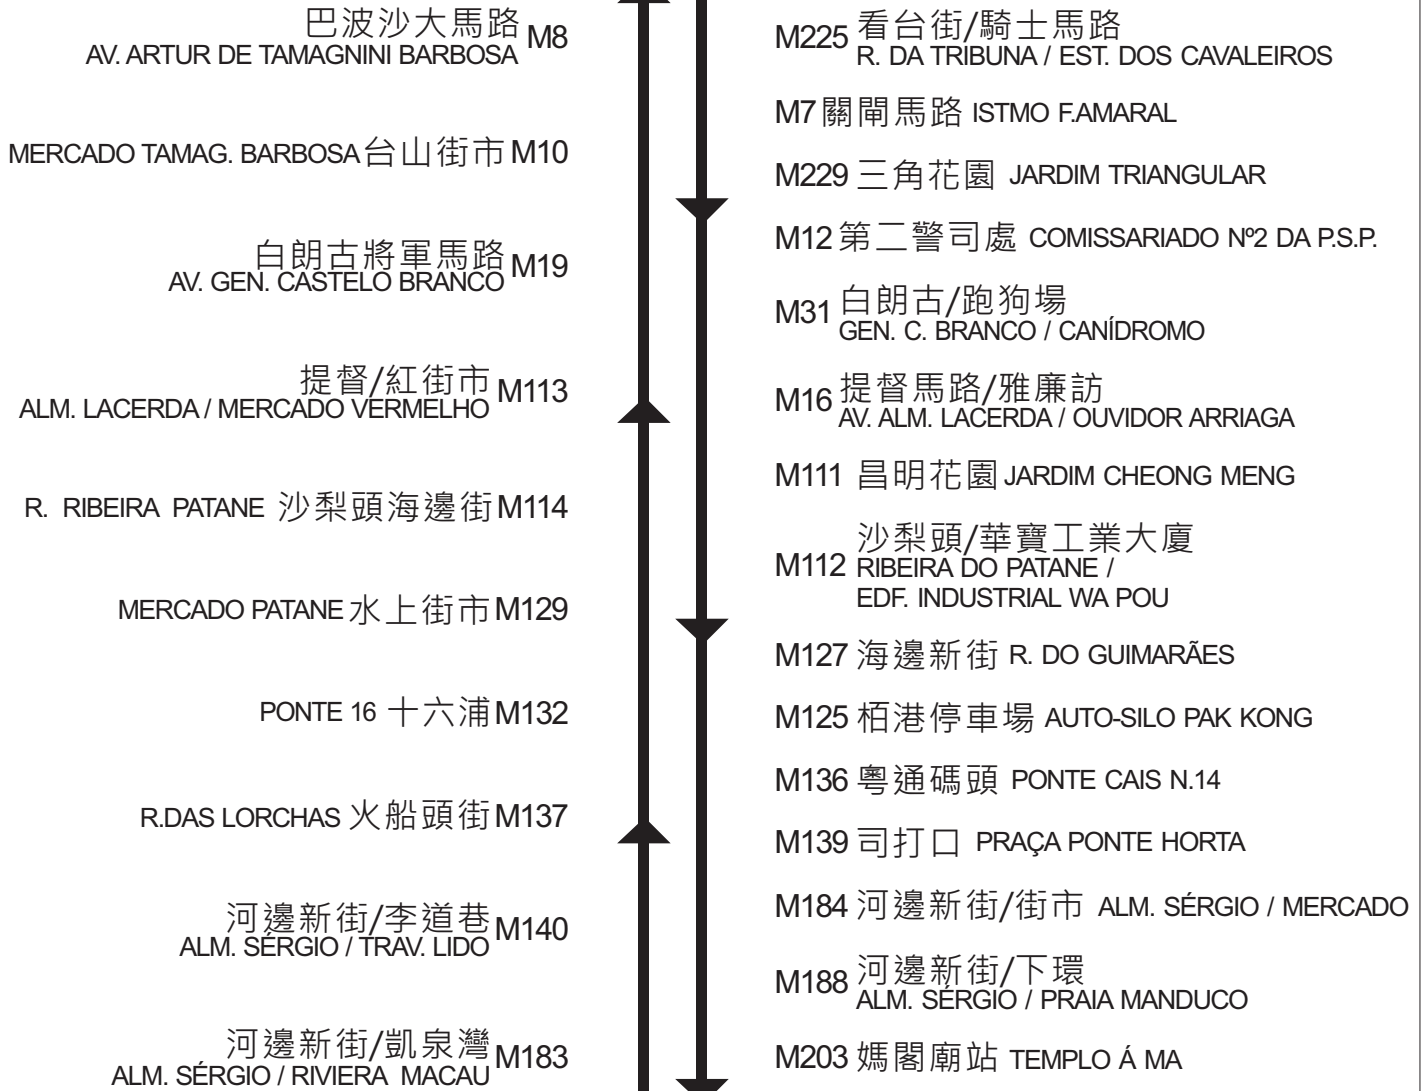 巴波沙大馬路
AV. ARTUR DE TAMAGNINI BARBOSA M8
MERCADO TAMAG. BARBOSA 台山街市 M10
白朗古將軍馬路
AV. GEN. CASTELO BRANCO M19
提督/紅街市
ALM. LACERDA / MERCADO VERMELHO M113
R. RIBEIRA PATANE 沙梨頭海邊街 M114
MERCADO PATANE 水上街市 M129
PONTE 16 十六浦 M132
R.DAS LORCHAS 火船頭街 M137
河邊新街/李道巷
ALM. SÉRGIO / TRAV. LIDO M140
河邊新街/凱泉灣
ALM. SÉRGIO / RIVIERA MACAU M183
M225 看台街/騎士馬路
R. DA TRIBUNA / EST. DOS CAVALEIROS
M7 關閘馬路 ISTMO F.AMARAL
M229 三角花園 JARDIM TRIANGULAR
M12 第二警司處 COMISSARIADO Nº2 DA P.S.P.
M31 白朗古/跑狗場
GEN. C. BRANCO / CANÍDROMO
M16 提督馬路/雅廉訪
AV. ALM. LACERDA / OUVIDOR ARRIAGA
M111 昌明花園 JARDIM CHEONG MENG
M112 沙梨頭/華寶工業大廈
RIBEIRA DO PATANE /
EDF. INDUSTRIAL WA POU
M127 海邊新街 R. DO GUIMARÃES
M125 栢港停車場 AUTO-SILO PAK KONG
M136 粵通碼頭 PONTE CAIS N.14
M139 司打口 PRAÇA PONTE HORTA
M184 河邊新街/街市 ALM. SÉRGIO / MERCADO
M188 河邊新街/下環
ALM. SÉRGIO / PRAIA MANDUCO
M203 媽閣廟站 TEMPLO Á MA